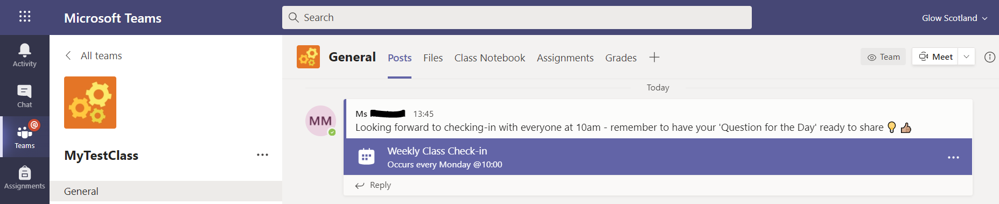 Microsoft Teams
Search
Glow Scotland
Activity
Chat
@
Teams
Assignments
All teams
MyTestClass
General
General
Posts
Files
Class Notebook
Assignments
Grades
Team
Meet
Today
MM
Ms
13:45
Looking forward to checking-in with everyone at 10am - remember to have your 'Question for the Day' ready to share 💡 👍🏽
Weekly Class Check-in
Occurs every Monday @10:00
Reply